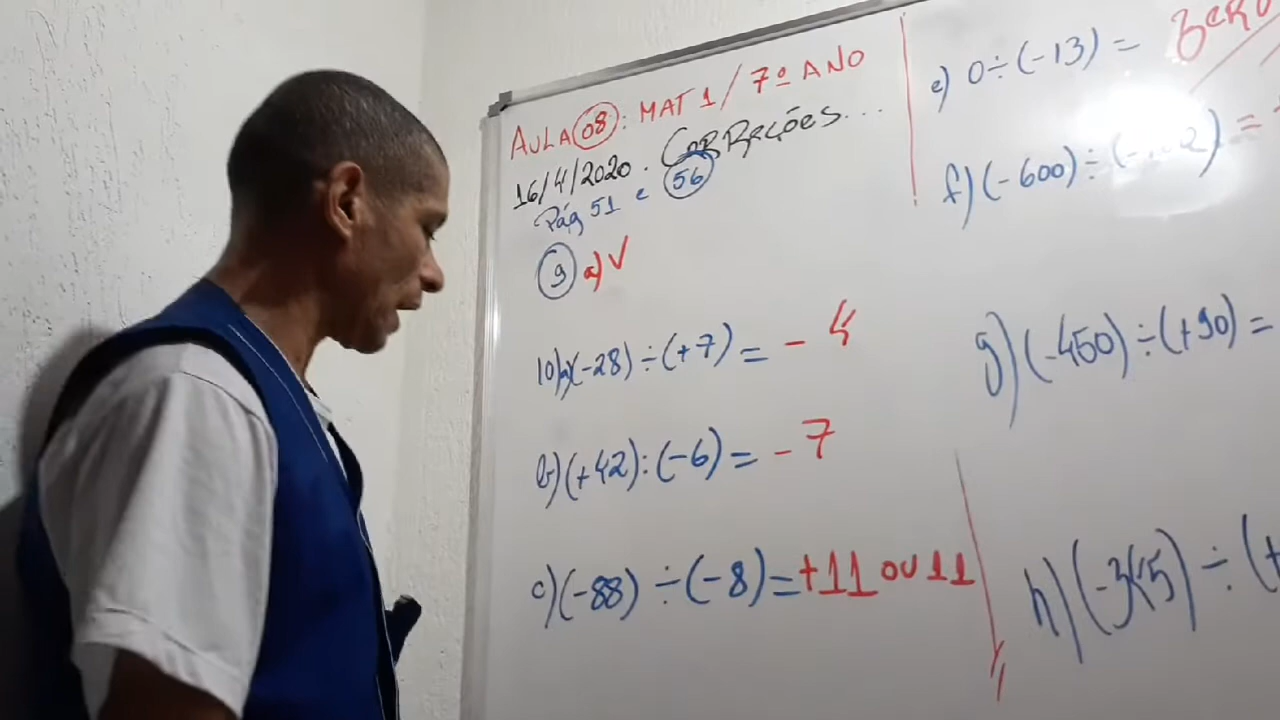 AULA 08: MAT 1 / 7º ANO
16/4/2020. CORREÇÕES...
Pág 51 e 56
9 a) V
10) a) (-28) ÷ (+7) = - 4
b) (+42) : (-6) = - 7
c) (-88) ÷ (-8) = +11 ou 11
e) 0 ÷ (-13) = zero
f) (-600) ÷ (-
g) (-450) ÷ (+90) =
h) (-